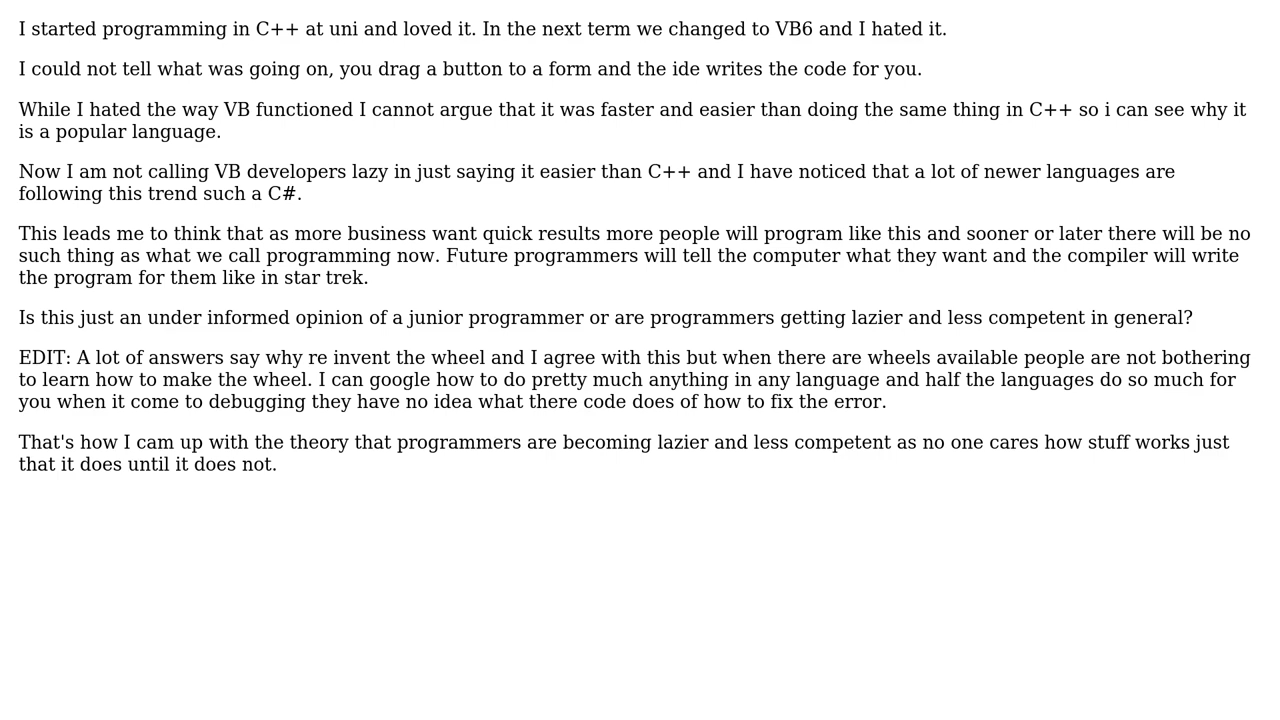 I started programming in C++ at uni and loved it. In the next term we changed to VB6 and I hated it.
I could not tell what was going on, you drag a button to a form and the ide writes the code for you.
While I hated the way VB functioned I cannot argue that it was faster and easier than doing the same thing in C++ so i can see why it
is a popular language.
Now I am not calling VB developers lazy in just saying it easier than C++ and I have noticed that a lot of newer languages are
following this trend such a C#.
This leads me to think that as more business want quick results more people will program like this and sooner or later there will be no
such thing as what we call programming now. Future programmers will tell the computer what they want and the compiler will write
the program for them like in star trek.
Is this just an under informed opinion of a junior programmer or are programmers getting lazier and less competent in general?
EDIT: A lot of answers say why re invent the wheel and I agree with this but when there are wheels available people are not bothering
to learn how to make the wheel. I can google how to do pretty much anything in any language and half the languages do so much for
you when it come to debugging they have no idea what there code does of how to fix the error.
That's how I cam up with the theory that programmers are becoming lazier and less competent as no one cares how stuff works just
that it does until it does not.